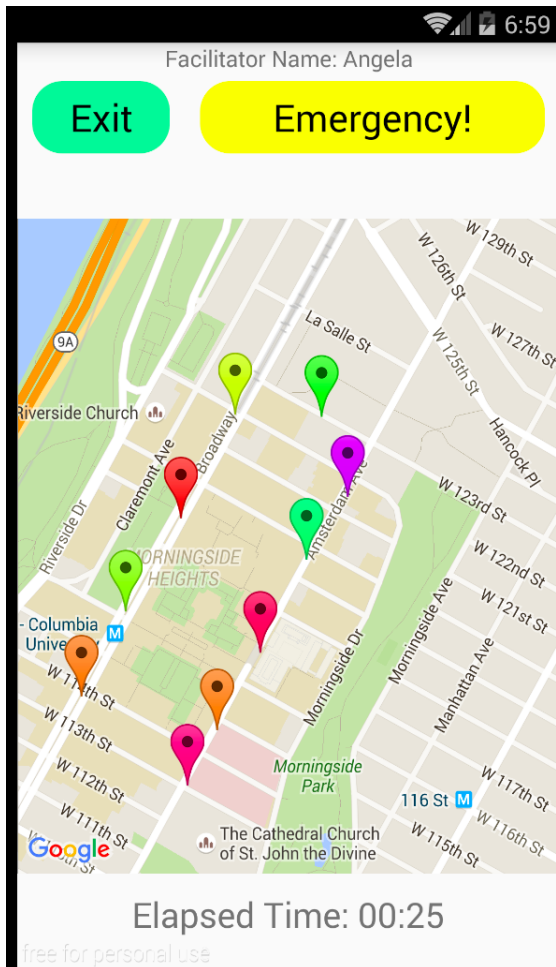 6:59
Facilitator Name: Angela
Exit
Emergency!
W 129th St
W 126th St
9A
La Salle St
W 127th St
W 125th St
Riverside Church
Broadway
Hancock Pl
Claremont Ave
Amsterdam Ave
W 123rd St
Riverside Dr
MORNINGSIDE
HEIGHTS
W 122nd St
W 121st St
- Columbia
Unive
M
Morningside Dr
Morningside Ave
Manhattan Ave
W 114th St
W 113th St
W 112th St
Morningside
Park
W 117th St
116 St M
W 116th St
W 111th St
The Cathedral Church
of St. John the Divine
W 115th St
Google
Elapsed Time: 00:25
free for personal use